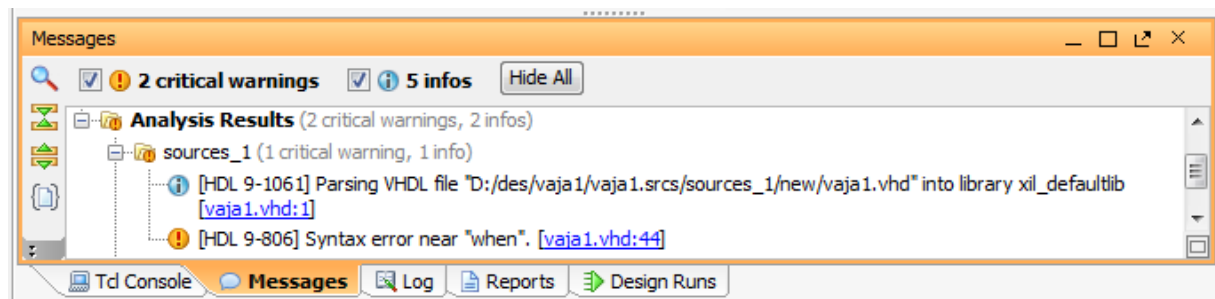 Messages
2 critical warnings 5 infos Hide All
Analysis Results (2 critical warnings, 2 infos)
sources_1 (1 critical warning, 1 info)
[HDL 9-1061] Parsing VHDL file "D:/des/vaja1/vaja1.srcs/sources_1/new/vaja1.vhd" into library xil_defaultlib
[vaja1.vhd:1]
[HDL 9-806] Syntax error near "when". [vaja1.vhd:44]
Tcl Console Messages Log Reports Design Runs